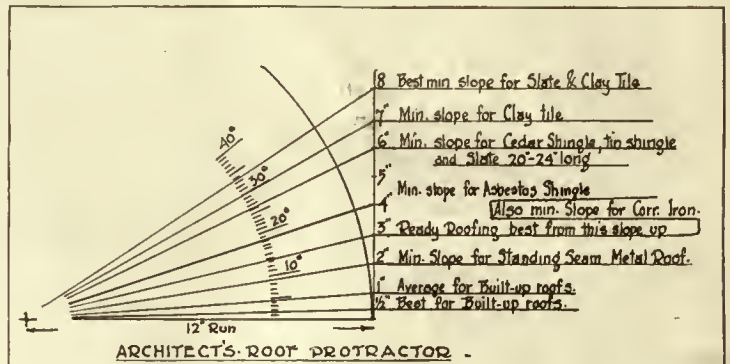 8 Best min slope for Slate & Clay Tile
7" Min. slope for Clay tile
6" Min. slope for Cedar Shingle, tin shingle
and Slate 20"-24" long
5"
Min. slope for Asbestos Shingle
4"
Also min. Slope for Corr. Iron.
3" Ready Roofing best from this slope up
2" Min. Slope for Standing Seam Metal Roof.
1" Average for Built-up roofs.
½" Best for Built-up roofs.
40°
30°
20°
10°
12" Run
ARCHITECT'S ROOF PROTRACTOR -